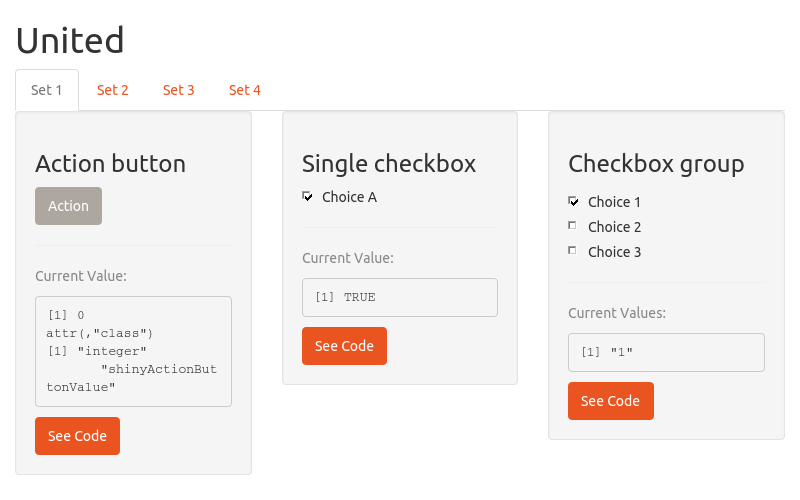 United
Set 1 Set 2 Set 3 Set 4
Action button
Action
Current Value:
[1] 0
attr(,"class")
[1] "integer"
"shinyActionBut
tonValue"
See Code
Single checkbox
Choice A
Current Value:
[1] TRUE
See Code
Checkbox group
Choice 1
Choice 2
Choice 3
Current Values:
[1] "1"
See Code